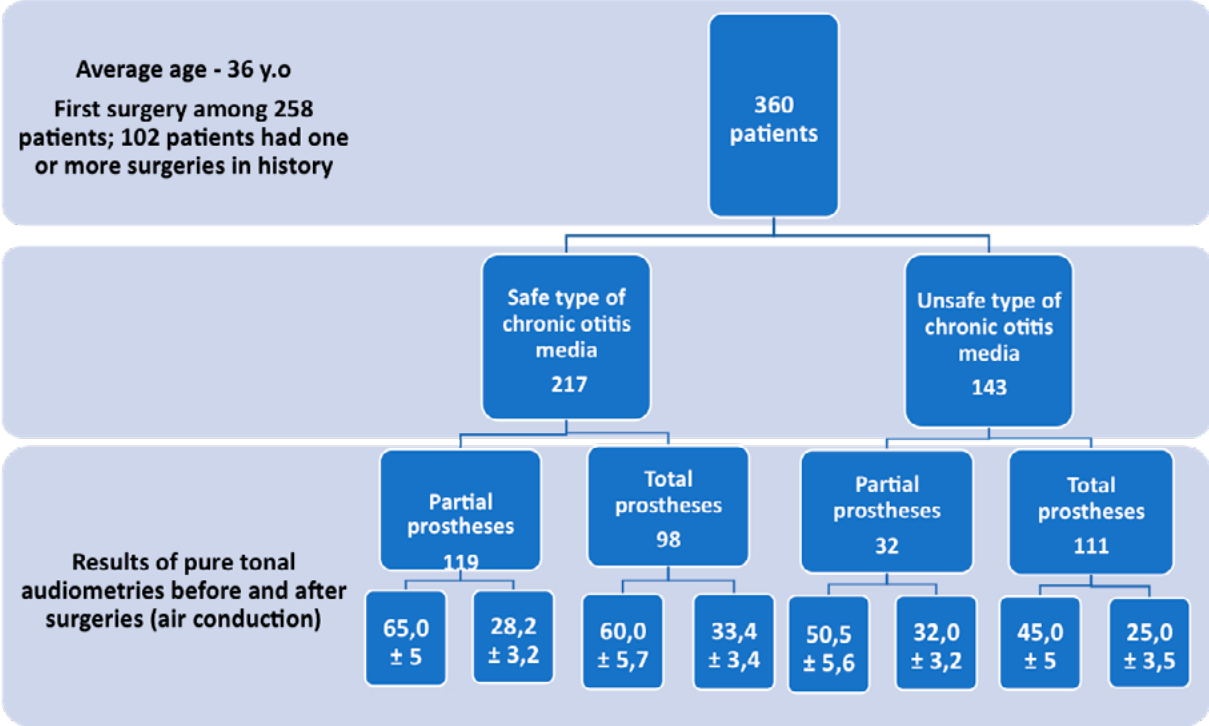 Average age - 36 y.o
First surgery among 258
patients; 102 patients had one
or more surgeries in history
360
patients
Safe type of
chronic otitis
media
217
Unsafe type of
chronic otitis
media
143
Partial
prostheses
119
Total
prostheses
98
Partial
prostheses
32
Total
prostheses
111
Results of pure tonal
audiometries before and after
surgeries (air conduction)
65,0
± 5
28,2
± 3,2
60,0
± 5,7
33,4
± 3,4
50,5
± 5,6
32,0
± 3,2
45,0
± 5
25,0
± 3,5